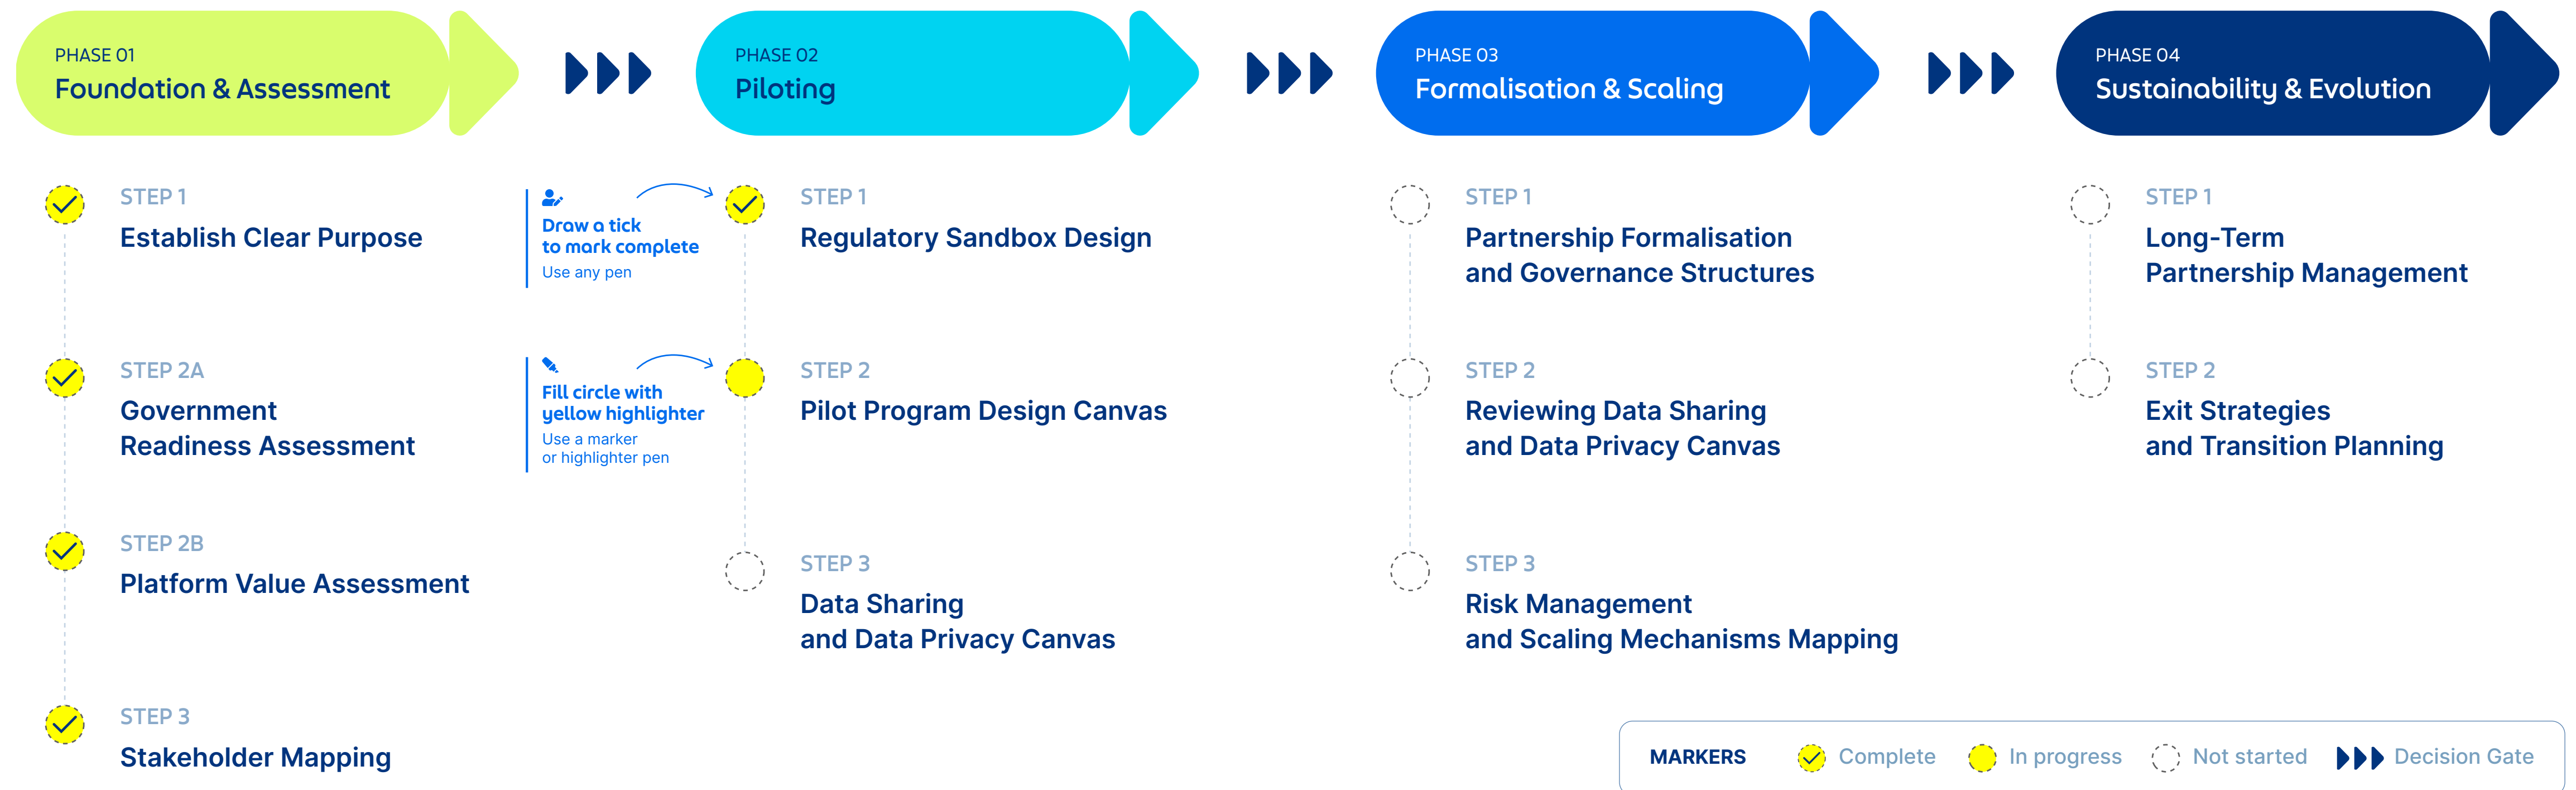 PHASE 01
Foundation & Assessment
PHASE 02
Piloting
PHASE 03
Formalisation & Scaling
PHASE 04
Sustainability & Evolution
STEP 1
Establish Clear Purpose
STEP 2A
Government
Readiness Assessment
STEP 2B
Platform Value Assessment
STEP 3
Stakeholder Mapping
Draw a tick
to mark complete
Use any pen
Fill circle with
yellow highlighter
Use a marker
or highlighter pen
STEP 1
Regulatory Sandbox Design
STEP 2
Pilot Program Design Canvas
STEP 3
Data Sharing
and Data Privacy Canvas
STEP 1
Partnership Formalisation
and Governance Structures
STEP 2
Reviewing Data Sharing
and Data Privacy Canvas
STEP 3
Risk Management
and Scaling Mechanisms Mapping
STEP 1
Long-Term
Partnership Management
STEP 2
Exit Strategies
and Transition Planning
MARKERS
Complete
In progress
Not started
Decision Gate